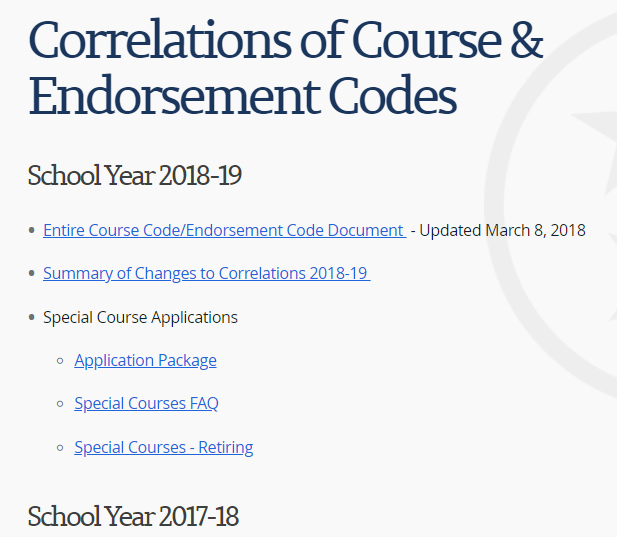 Correlations of Course &
Endorsement Codes
School Year 2018-19
• Entire Course Code/Endorsement Code Document - Updated March 8, 2018
• Summary of Changes to Correlations 2018-19
• Special Course Applications
◦ Application Package
◦ Special Courses FAQ
◦ Special Courses - Retiring
School Year 2017-18